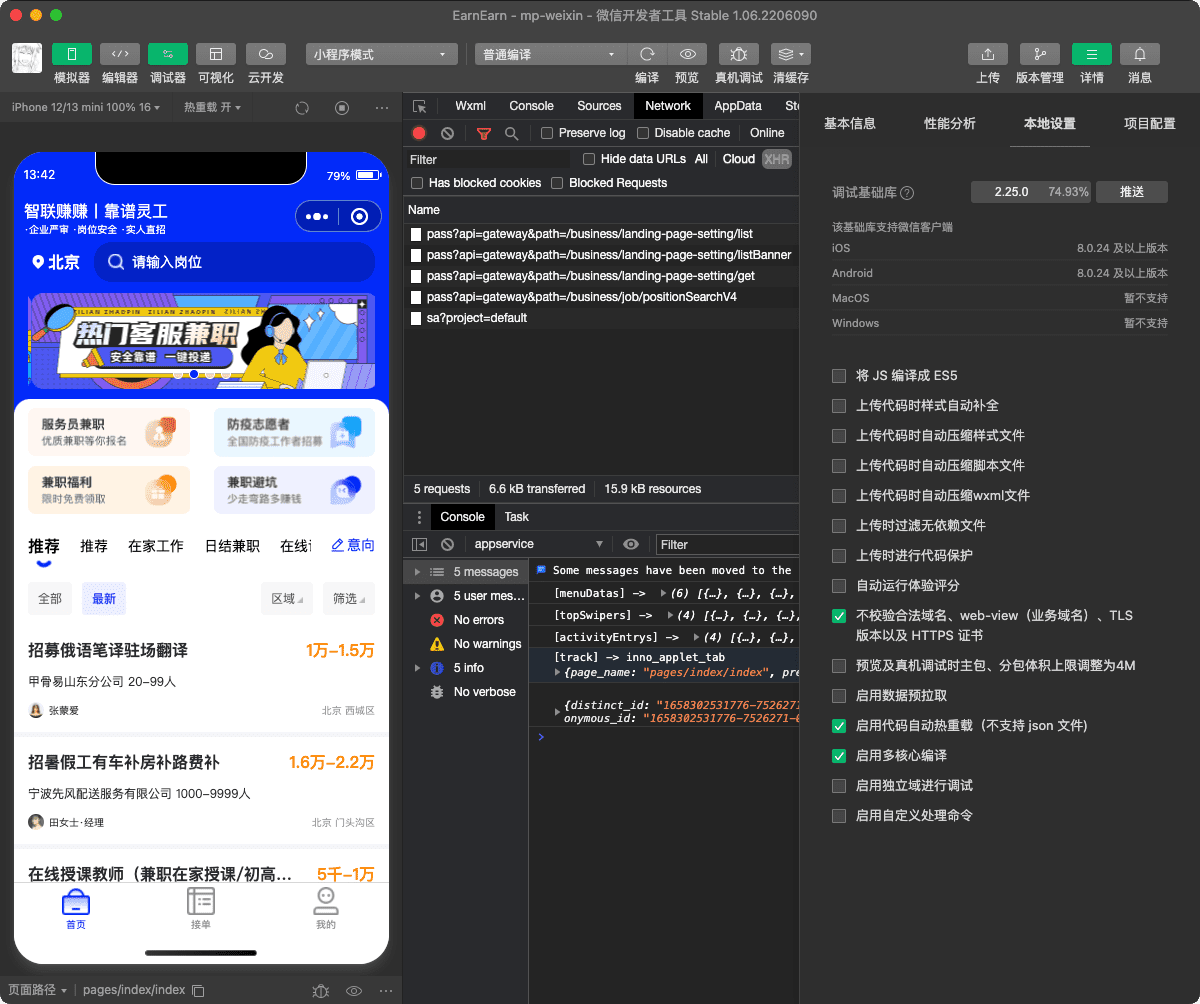 EarnEarn - mp-weixin - 微信开发者工具 Stable 1.06.2206090
模拟器 编辑器 调试器 可视化 云开发
小程序模式 普通编译
编译 预览 真机调试 清缓存
上传 版本管理 详情 消息
iPhone 12/13 mini 100% 16 热重载 开
13:42 79%
智联赚赚丨靠谱灵工
·企业严审 ·岗位安全 ·实人直招
北京 请输入岗位
ZILIAN ZHAOPIN ZILIAN ZHAOPIN ZILIAN ZHAOPIN
热门客服兼职
安全靠谱 一键投递
服务员兼职
优质兼职等你报名
防疫志愿者
全国防疫工作者招募
兼职福利
限时免费领取
兼职避坑
少走弯路多赚钱
推荐 推荐 在家工作 日结兼职 在线 意向
全部 最新 区域 筛选
招募俄语笔译驻场翻译 1万-1.5万
甲骨易山东分公司 20-99人
张蒙爱 北京 西城区
招暑假工有车补房补路费补 1.6万-2.2万
宁波先风配送服务有限公司 1000-9999人
田女士·经理 北京 门头沟区
在线授课教师（兼职在家授课/初高... 5千-1万
首页 接单 我的
页面路径 pages/index/index
Wxml Console Sources Network AppData St
Preserve log Disable cache Online
Filter Hide data URLs All Cloud XHR
Has blocked cookies Blocked Requests
Name
pass?api=gateway&path=/business/landing-page-setting/list
pass?api=gateway&path=/business/landing-page-setting/listBanner
pass?api=gateway&path=/business/landing-page-setting/get
pass?api=gateway&path=/business/job/positionSearchV4
sa?project=default
5 requests 6.6 kB transferred 15.9 kB resources
Console Task
appservice Filter
5 messages
5 user mes...
No errors
No warnings
5 info
No verbose
Some messages have been moved to the
[menuDatas] -> (6) [{…}, {…}, {…},
[topSwipers] -> (4) [{…}, {…}, {…},
[activityEntrys] -> (4) [{…}, {…},
[track] -> inno_applet_tab
{page_name: "pages/index/index", pre
{distinct_id: "1658302531776-7526271
onymous_id: "1658302531776-7526271-0
基本信息 性能分析 本地设置 项目配置
调试基础库 2.25.0 74.93% 推送
该基础库支持微信客户端
iOS 8.0.24 及以上版本
Android 8.0.24 及以上版本
MacOS 暂不支持
Windows 暂不支持
将 JS 编译成 ES5
上传代码时样式自动补全
上传代码时自动压缩样式文件
上传代码时自动压缩脚本文件
上传代码时自动压缩wxml文件
上传时过滤无依赖文件
上传时进行代码保护
自动运行体验评分
不校验合法域名、web-view（业务域名）、TLS
版本以及 HTTPS 证书
预览及真机调试时主包、分包体积上限调整为4M
启用数据预拉取
启用代码自动热重载（不支持 json 文件）
启用多核心编译
启用独立域进行调试
启用自定义处理命令